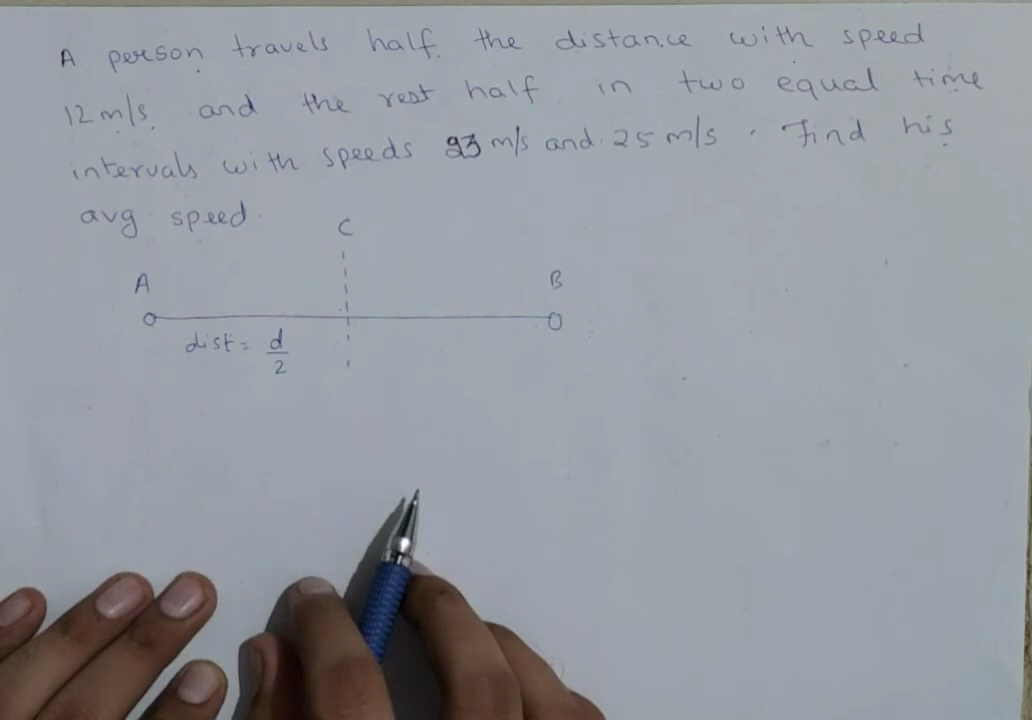 A person travels half the distance with speed
12 m/s and the rest half in two equal time
intervals with speeds m/s and 25 m/s. Find his
avg speed.
C
A
B
dist = d/2